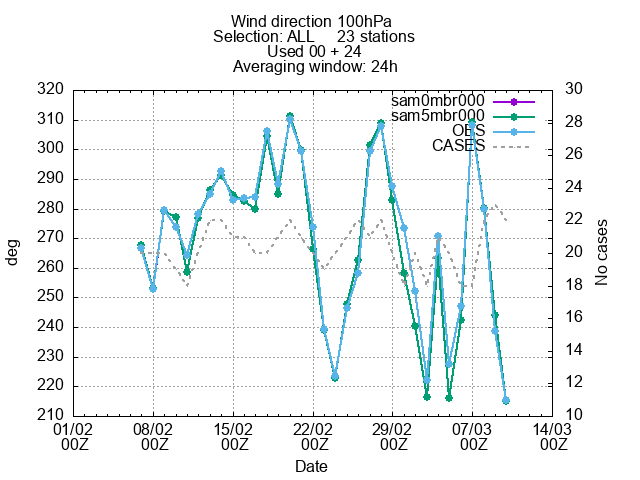 Wind direction 100hPa
Selection: ALL 23 stations
Used 00 + 24
Averaging window: 24h
sam0mbr000
sam5mbr000
OBS
CASES
deg
320
310
300
290
280
270
260
250
240
230
220
210
No cases
30
28
26
24
22
20
18
16
14
12
10
01/02 08/02 15/02 22/02 29/02 07/03 14/03
00Z 00Z 00Z 00Z 00Z 00Z 00Z
Date